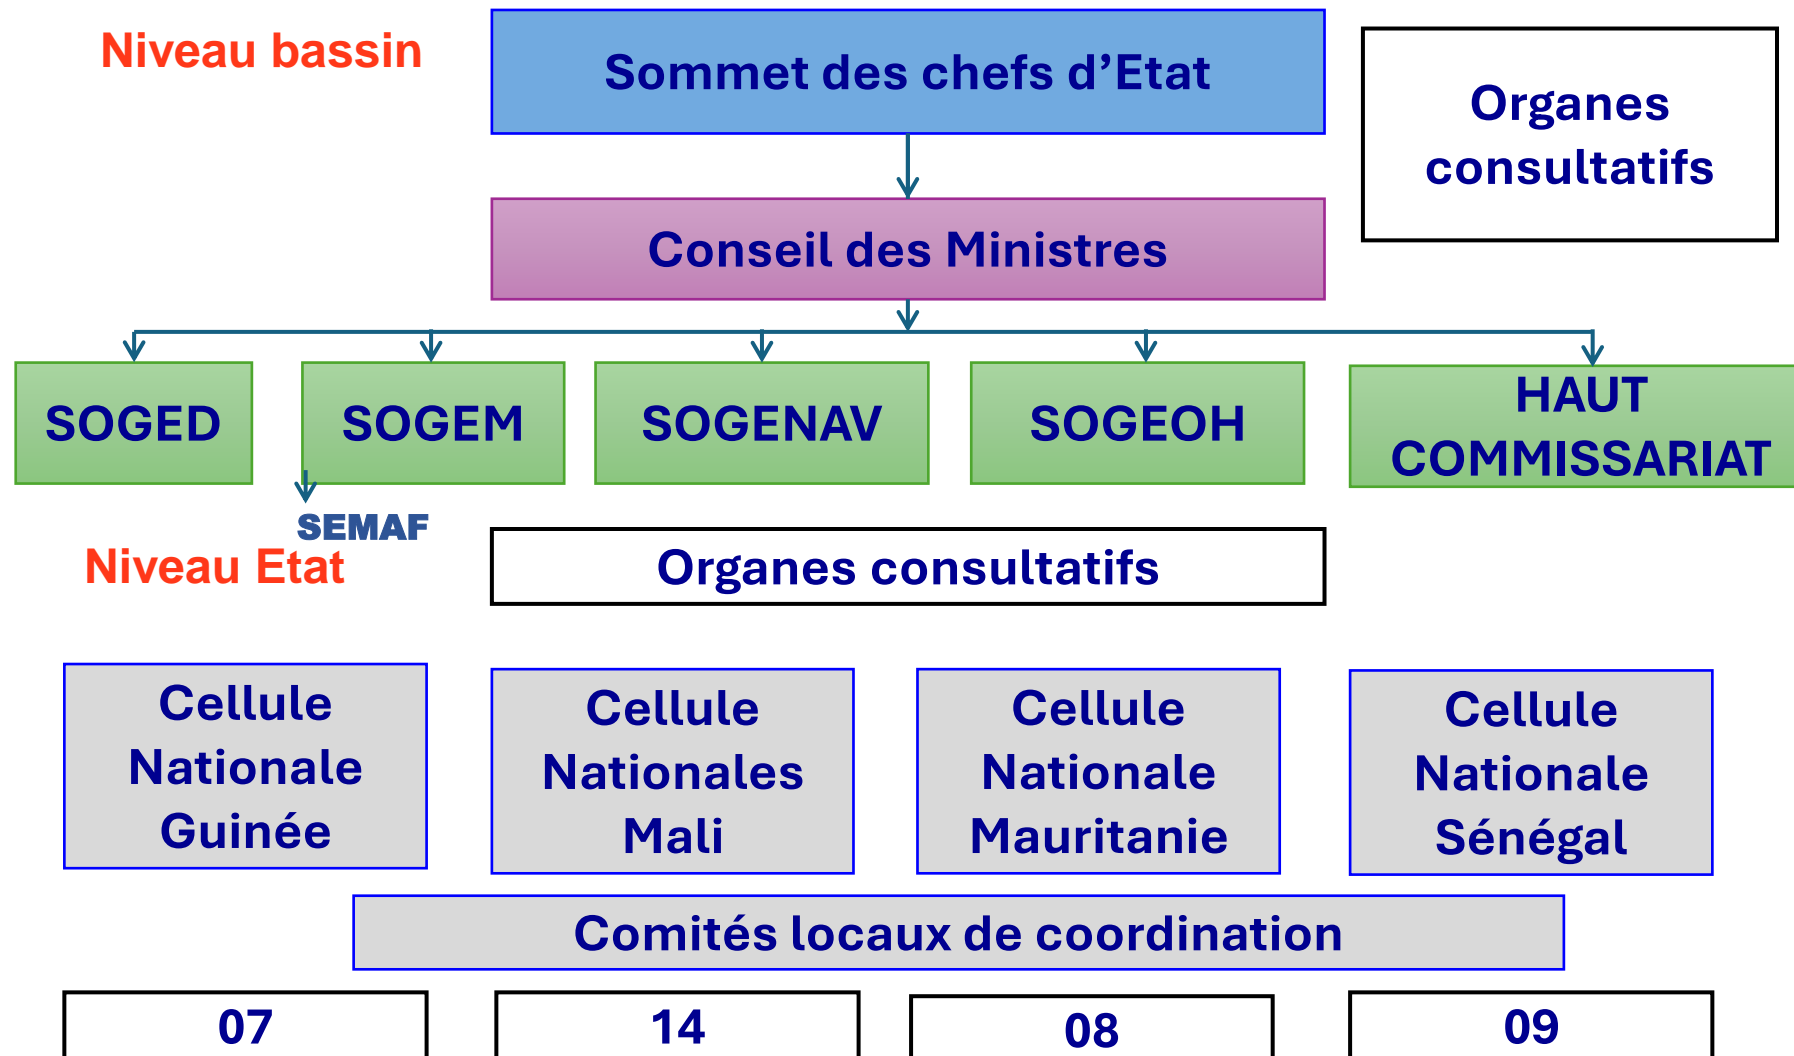 Niveau bassin
Sommet des chefs d’Etat
Organes
consultatifs
Conseil des Ministres
SOGED
SOGEM
SOGENAV
SOGEOH
HAUT
COMMISSARIAT
SEMAF
Niveau Etat
Organes consultatifs
Cellule
Nationale
Guinée
Cellule
Nationales
Mali
Cellule
Nationale
Mauritanie
Cellule
Nationale
Sénégal
Comités locaux de coordination
07
14
08
09